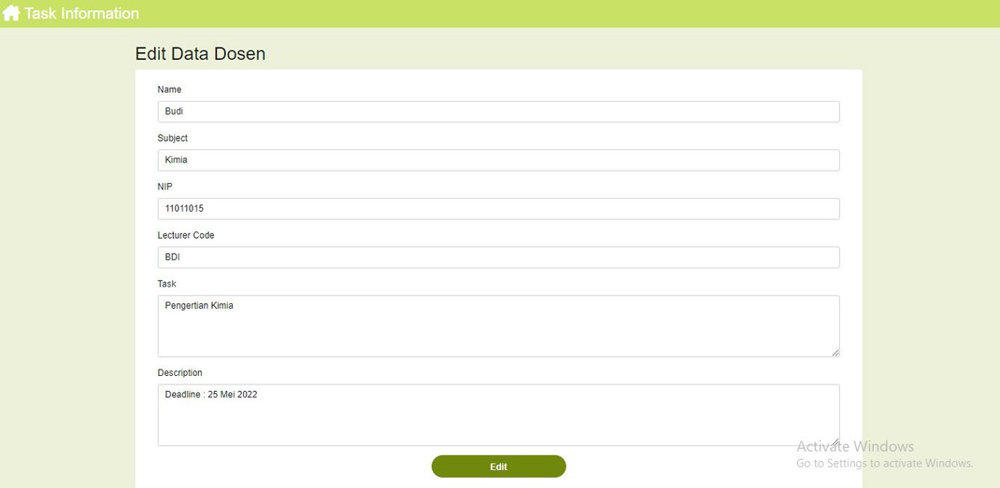 Task Information
Edit Data Dosen
Name
Budi
Subject
Kimia
NIP
11011015
Lecturer Code
BDI
Task
Pengertian Kimia
Description
Deadline : 25 Mei 2022
Edit
Activate Windows
Go to Settings to activate Windows.